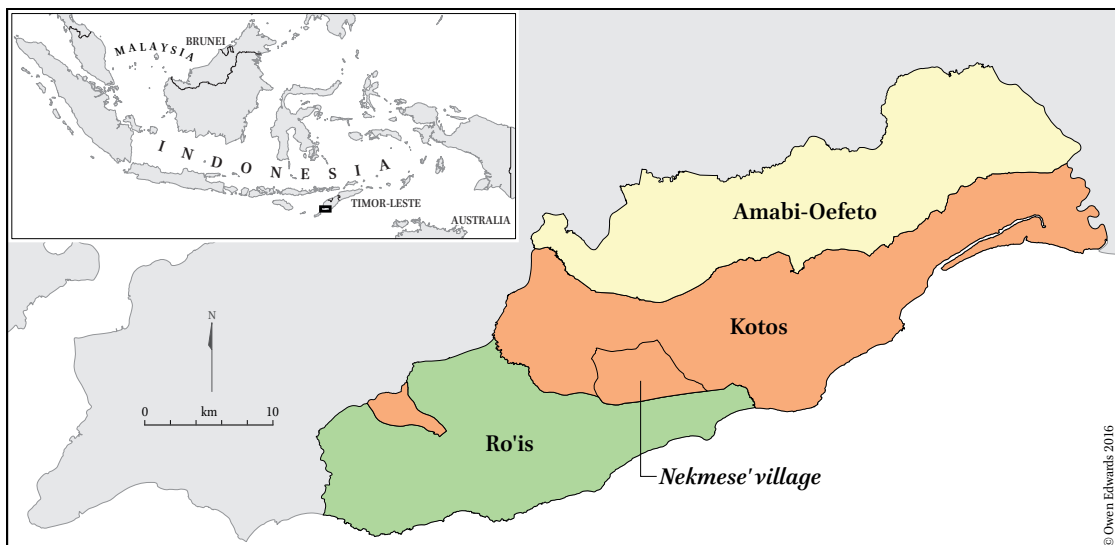 MALAYSIA
BRUNEI
INDONESIA
TIMOR-LESTE
AUSTRALIA
Amabi-Oefeto
Kotos
N
0 km 10
Ro'is
Nekmese' village
© Owen Edwards 2016